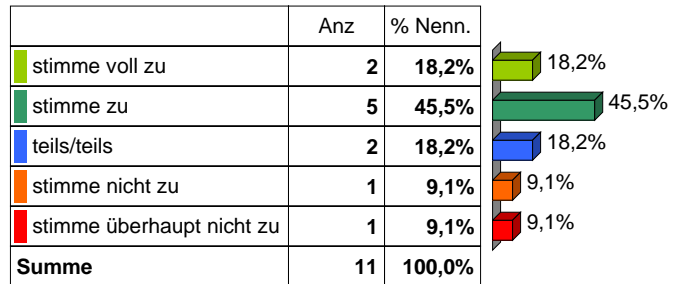 Anz % Nenn.
stimme voll zu 2 18,2% 18,2%
stimme zu 5 45,5% 45,5%
teils/teils 2 18,2% 18,2%
stimme nicht zu 1 9,1% 9,1%
stimme überhaupt nicht zu 1 9,1% 9,1%
Summe 11 100,0%